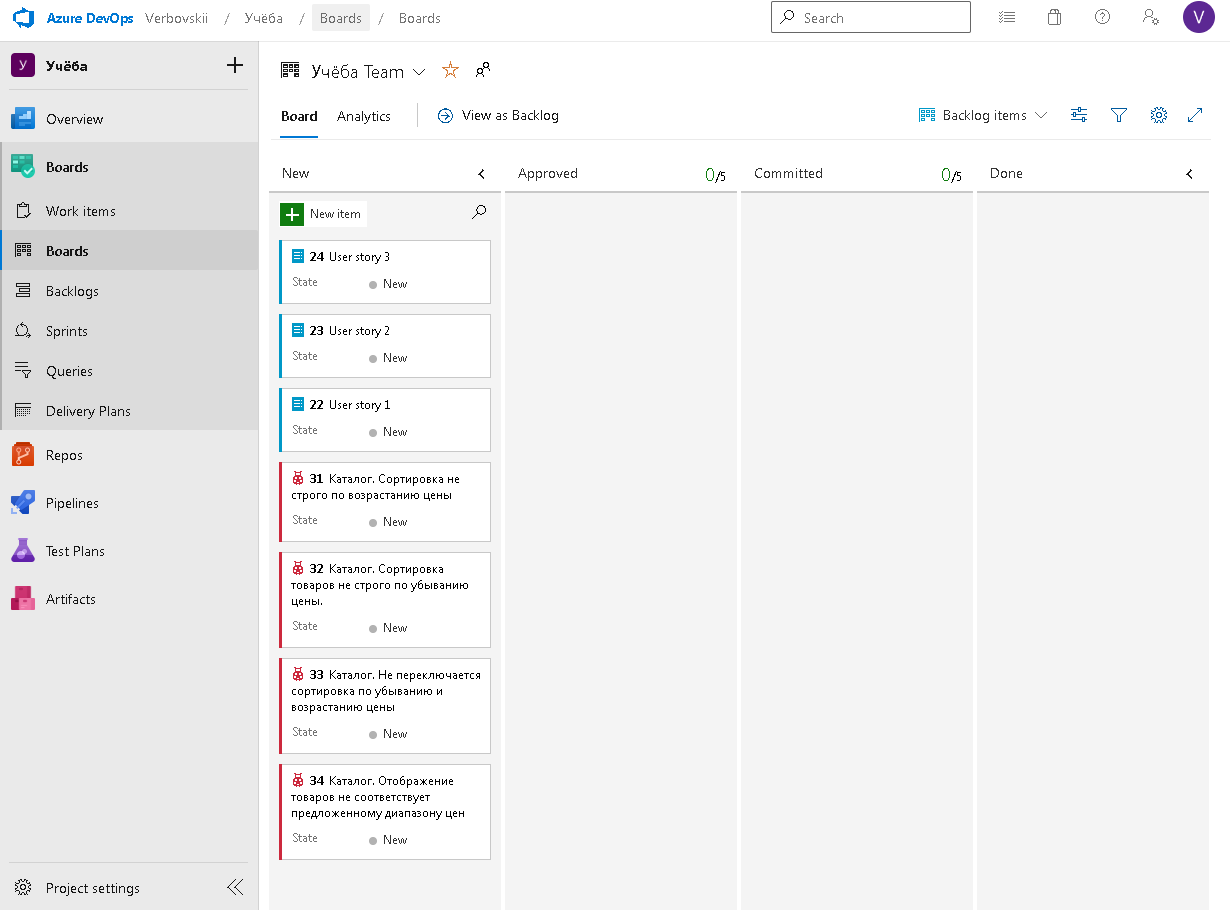 Azure DevOps Verbovskii / Учёба / Boards / Boards
Search
V
У Учёба
Overview
Boards
Work items
Boards
Backlogs
Sprints
Queries
Delivery Plans
Repos
Pipelines
Test Plans
Artifacts
Project settings
Учёба Team
Board Analytics View as Backlog
Backlog items
New
Approved 0/5
Committed 0/5
Done
New item
24 User story 3
State New
23 User story 2
State New
22 User story 1
State New
31 Каталог. Сортировка не
строго по возрастанию цены
State New
32 Каталог. Сортировка
товаров не строго по убыванию
цены.
State New
33 Каталог. Не переключается
сортировка по убыванию и
возрастанию цены
State New
34 Каталог. Отображение
товаров не соответствует
предложенному диапазону цен
State New